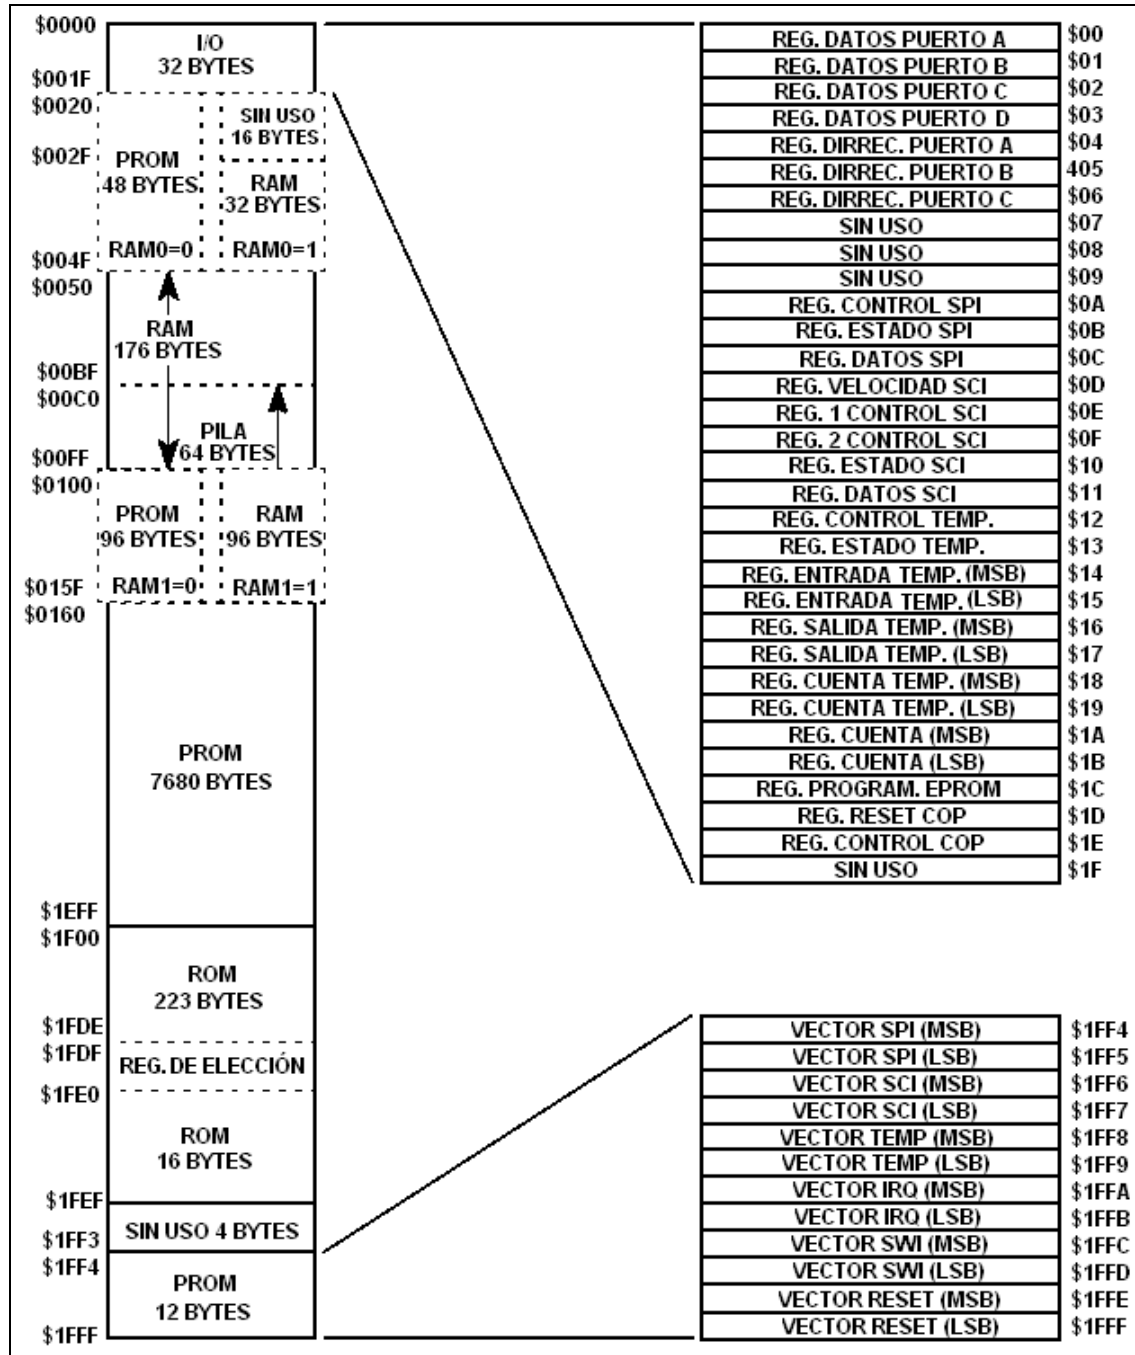 $0000
I/O
32 BYTES
$001F
$0020
SIN USO
16 BYTES
$002F
PROM
48 BYTES
RAM
32 BYTES
RAM0=0
RAM0=1
$004F
$0050
RAM
176 BYTES
$00BF
$00C0
PILA
64 BYTES
$00FF
$0100
PROM
96 BYTES
RAM
96 BYTES
$015F
RAM1=0
RAM1=1
$0160
PROM
7680 BYTES
$1EFF
$1F00
ROM
223 BYTES
$1FDE
$1FDF
REG. DE ELECCIÓN
$1FE0
ROM
16 BYTES
$1FEF
SIN USO 4 BYTES
$1FF3
$1FF4
PROM
12 BYTES
$1FFF
REG. DATOS PUERTO A $00
REG. DATOS PUERTO B $01
REG. DATOS PUERTO C $02
REG. DATOS PUERTO D $03
REG. DIRREC. PUERTO A $04
REG. DIRREC. PUERTO B 405
REG. DIRREC. PUERTO C $06
SIN USO $07
SIN USO $08
SIN USO $09
REG. CONTROL SPI $0A
REG. ESTADO SPI $0B
REG. DATOS SPI $0C
REG. VELOCIDAD SCI $0D
REG. 1 CONTROL SCI $0E
REG. 2 CONTROL SCI $0F
REG. ESTADO SCI $10
REG. DATOS SCI $11
REG. CONTROL TEMP. $12
REG. ESTADO TEMP. $13
REG. ENTRADA TEMP. (MSB) $14
REG. ENTRADA TEMP. (LSB) $15
REG. SALIDA TEMP. (MSB) $16
REG. SALIDA TEMP. (LSB) $17
REG. CUENTA TEMP. (MSB) $18
REG. CUENTA TEMP. (LSB) $19
REG. CUENTA (MSB) $1A
REG. CUENTA (LSB) $1B
REG. PROGRAM. EPROM $1C
REG. RESET COP $1D
REG. CONTROL COP $1E
SIN USO $1F
VECTOR SPI (MSB) $1FF4
VECTOR SPI (LSB) $1FF5
VECTOR SCI (MSB) $1FF6
VECTOR SCI (LSB) $1FF7
VECTOR TEMP (MSB) $1FF8
VECTOR TEMP (LSB) $1FF9
VECTOR IRQ (MSB) $1FFA
VECTOR IRQ (LSB) $1FFB
VECTOR SWI (MSB) $1FFC
VECTOR SWI (LSB) $1FFD
VECTOR RESET (MSB) $1FFE
VECTOR RESET (LSB) $1FFF